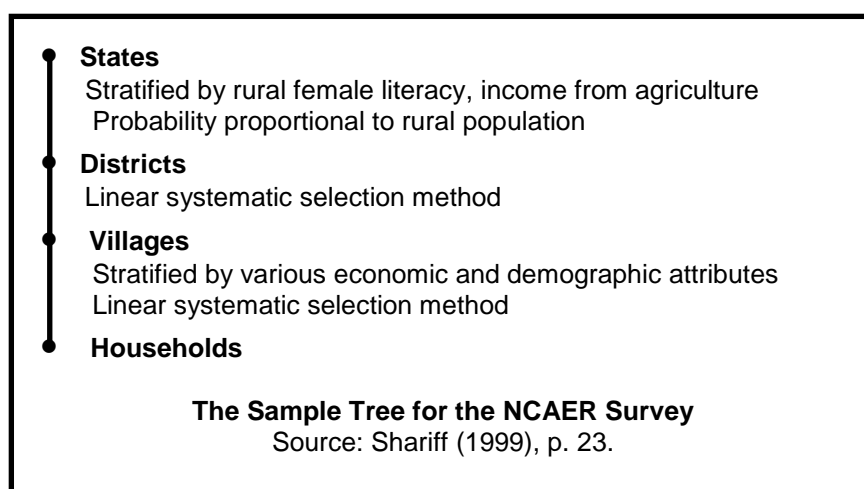 States
Stratified by rural female literacy, income from agriculture
Probability proportional to rural population
Districts
Linear systematic selection method
Villages
Stratified by various economic and demographic attributes
Linear systematic selection method
Households
The Sample Tree for the NCAER Survey
Source: Shariff (1999), p. 23.